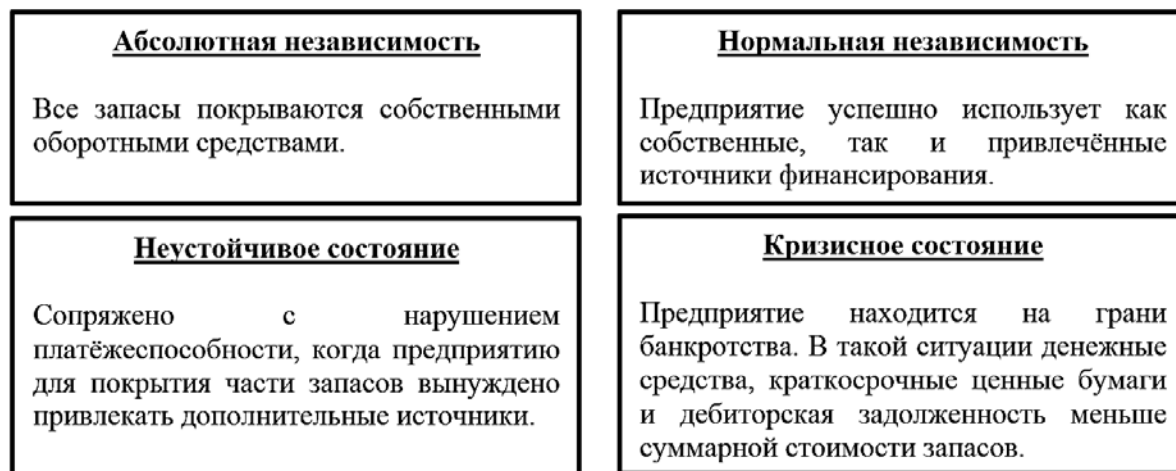 Абсолютная независимость
Все запасы покрываются собственными
оборотными средствами.
Нормальная независимость
Предприятие успешно использует как
собственные, так и привлечённые
источники финансирования.
Неустойчивое состояние
Сопряжено с нарушением
платёжеспособности, когда предприятию
для покрытия части запасов вынуждено
привлекать дополнительные источники.
Кризисное состояние
Предприятие находится на грани
банкротства. В такой ситуации денежные
средства, краткосрочные ценные бумаги
и дебиторская задолженность меньше
суммарной стоимости запасов.